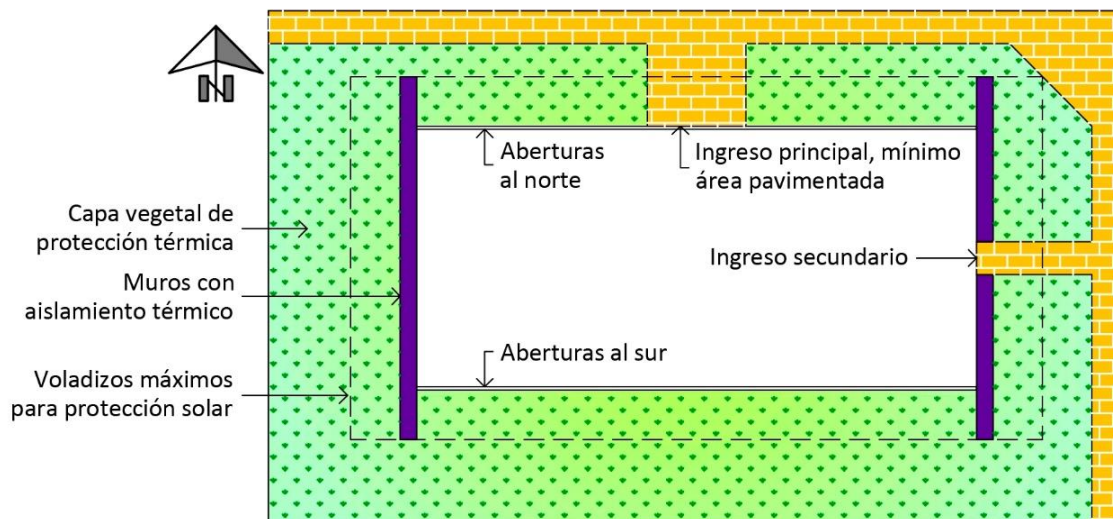 N
Aberturas
al norte
Ingreso principal, mínimo
área pavimentada
Capa vegetal de
protección térmica
Ingreso secundario
Muros con
aislamiento térmico
Aberturas al sur
Voladizos máximos
para protección solar